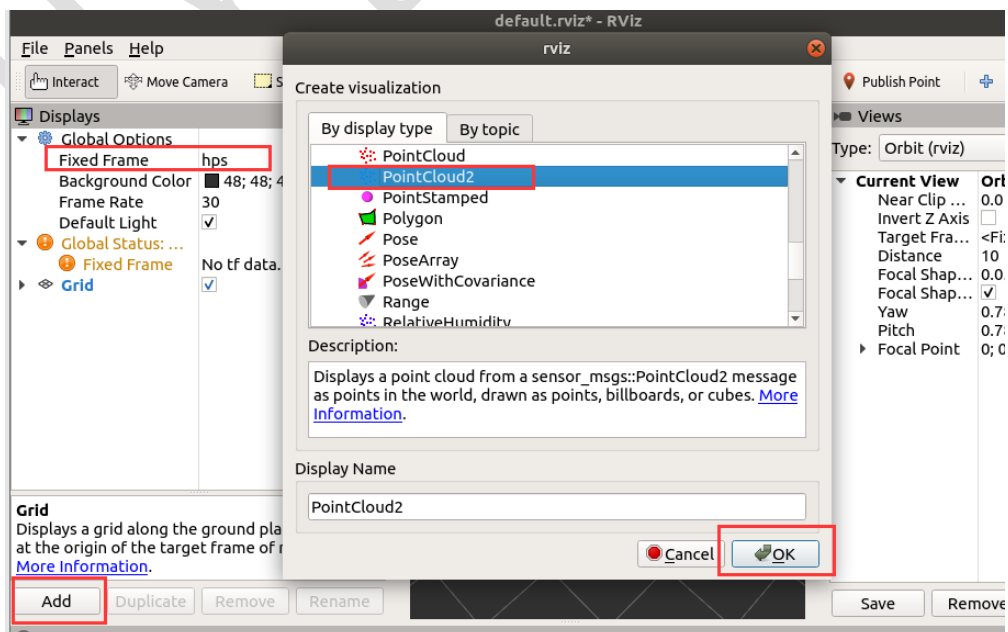 default.rviz* - RViz
File Panels Help
rviz
Interact
Move Camera
S
Create visualization
Publish Point
Displays
By display type
By topic
Views
Global Options
Fixed Frame hps
Background Color 48; 48; 4
Frame Rate 30
Default Light
Global Status: ...
Fixed Frame No tf data.
Grid
PointCloud
PointCloud2
PointStamped
Polygon
Pose
PoseArray
PoseWithCovariance
Range
RelativeHumidity
Type: Orbit (rviz)
Current View Orb
Near Clip ... 0.0
Invert Z Axis
Target Fra... <Fi
Distance 10
Focal Shap... 0.0
Focal Shap...
Yaw 0.78
Pitch 0.78
Focal Point 0; 0
Description:
Displays a point cloud from a sensor_msgs::PointCloud2 message
as points in the world, drawn as points, billboards, or cubes. More
Information.
Display Name
PointCloud2
Cancel
OK
Grid
Displays a grid along the ground pla
at the origin of the target frame of r
More Information.
Add
Duplicate
Remove
Rename
Save
Remove